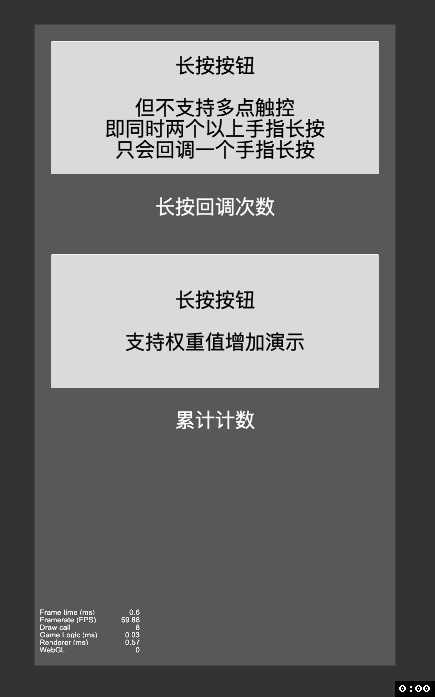 长按按钮
但不支持多点触控
即同时两个以上手指长按
只会回调一个手指长按
长按回调次数
长按按钮
支持权重值增加演示
累计计数
Frame time (ms) 0.6
Framerate (FPS) 59.88
Draw call 8
Game Logic (ms) 0.03
Renderer (ms) 0.57
WebGL 0
0:00